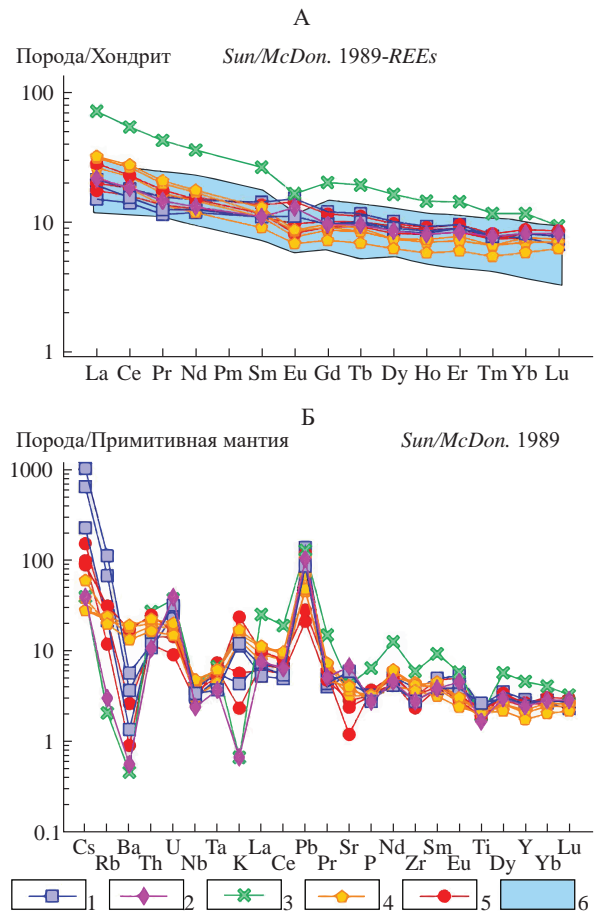 А
Порода/Хондрит Sun/McDon. 1989-REEs
100
10
1
La Ce Pr Nd Pm Sm Eu Gd Tb Dy Ho Er Tm Yb Lu
Б
Порода/Примитивная мантия Sun/McDon. 1989
1000
100
10
1
0.1
Cs Ba U Ta La Pb Sr Nd Sm Ti Y Lu
Rb Th Nb K Ce Pr P Zr Eu Dy Yb
1 2 3 4 5 6